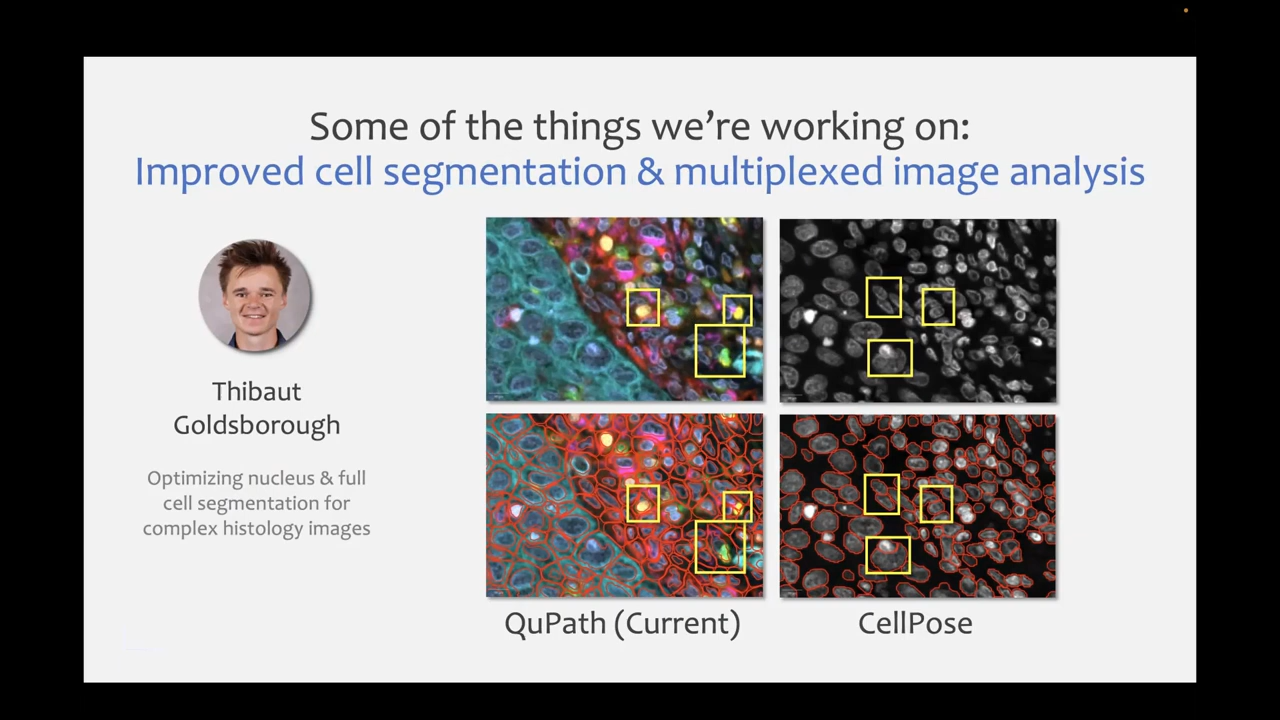 Some of the things we’re working on:
Improved cell segmentation & multiplexed image analysis
Thibaut
Goldsborough
Optimizing nucleus & full
cell segmentation for
complex histology images
QuPath (Current)
CellPose